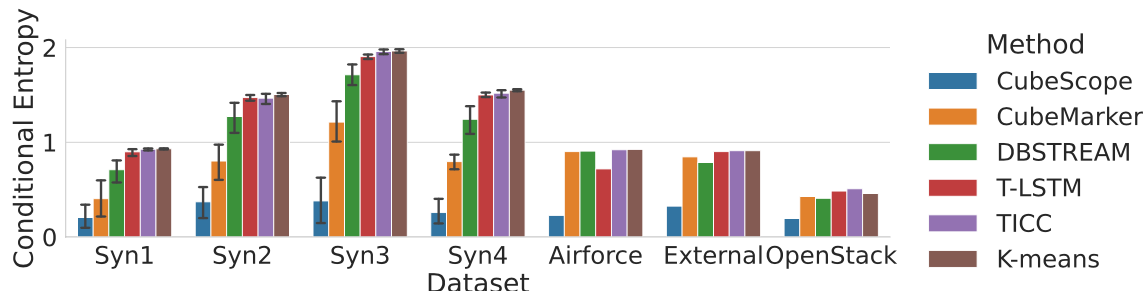 Conditional Entropy
2
1
0
Syn1 Syn2 Syn3 Syn4 Airforce External OpenStack
Dataset
Method
CubeScope
CubeMarker
DBSTREAM
T-LSTM
TICC
K-means